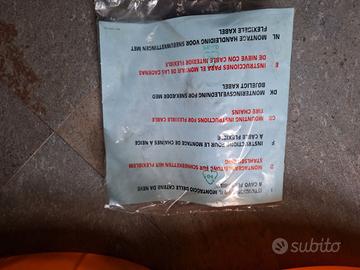 I ISTRUZIONI PER IL MONTAGGIO DELLE CATENE DA NEVE
A CAVO FLESSIBILE
D MONTAGEANLEITUNG FÜR SCHNEEKETTEN MIT FLEXIBLEM
STAHLSEILRING
F INSTRUCTIONS POUR LE MONTAGE DE CHAINES A NEIGE
A CABLE FLEXIBLE
GB MOUNTING INSTRUCTIONS FOR FLEXIBLE CABLE
TYRE CHAINS
DK MONTERINGSVEJLEDNING FOR SNEKÆDER MED
BØJELIGT KABEL
E INSTRUCCIONES PARA EL MONTAJE DE LAS CADENAS
DE NIEVE CON CABLE INTERIOR FLEXIBLE
NL MONTAGE HANDLEIDING VOOR SNEEUWKETTINGEN MET
FLEXIBELE KABEL
subito